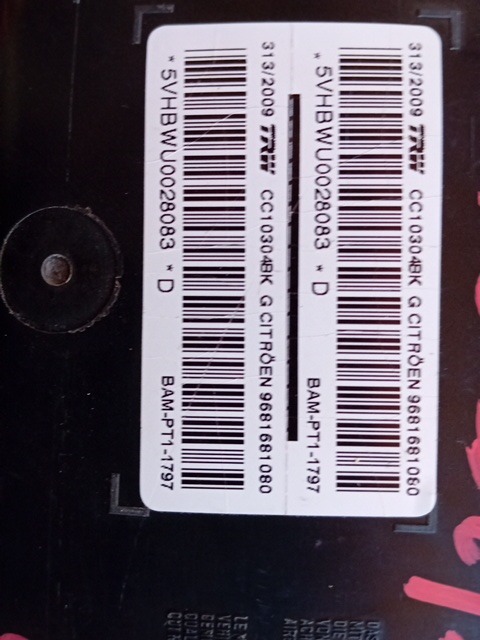 313/2009 TRW CC10304BK G CITRÖEN 9681681080
* 5VHBWU0028083 * D BAM-PT1-1797
313/2009 TRW CC10304BK G CITRÖEN 9681681080
* 5VHBWU0028083 * D BAM-PT1-1797